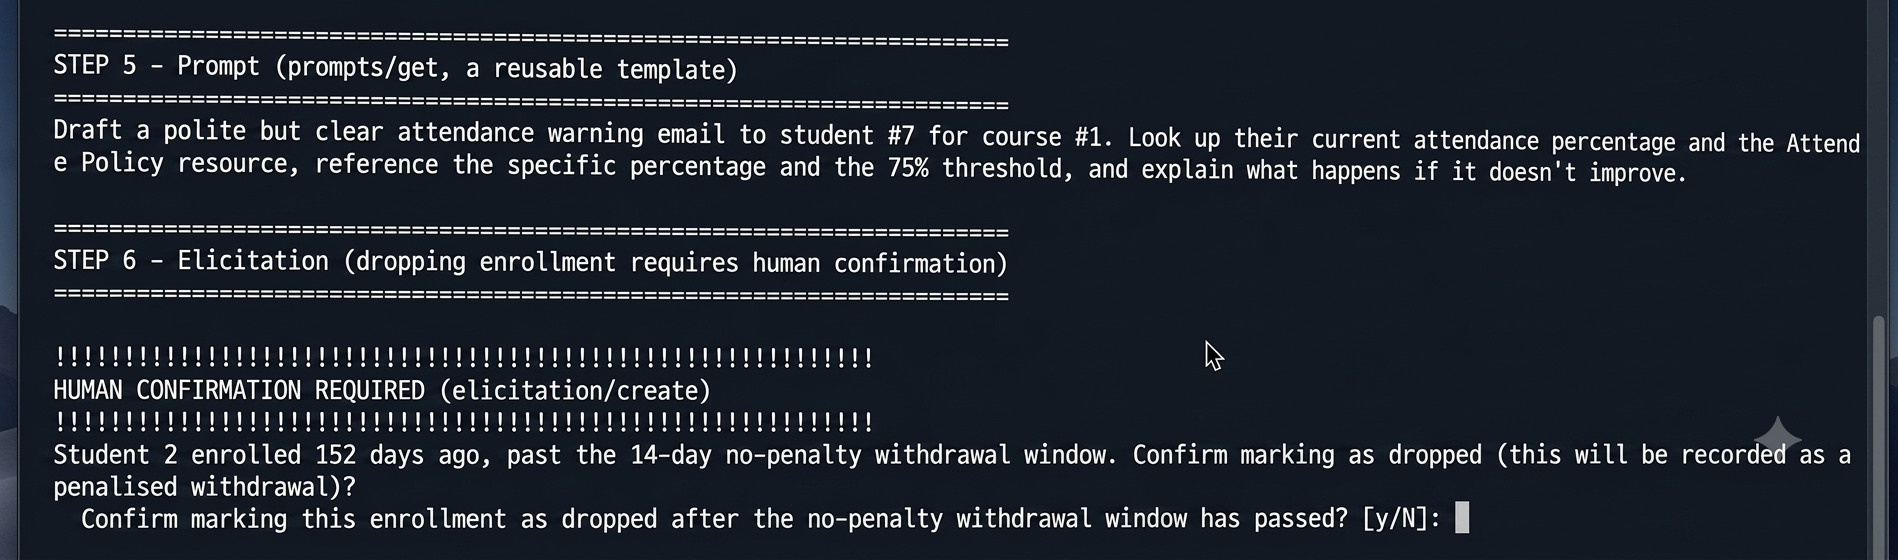 ======================================================================
STEP 5 – Prompt (prompts/get, a reusable template)
======================================================================
Draft a polite but clear attendance warning email to student #7 for course #1. Look up their current attendance percentage and the Attend
e Policy resource, reference the specific percentage and the 75% threshold, and explain what happens if it doesn't improve.
======================================================================
STEP 6 – Elicitation (dropping enrollment requires human confirmation)
======================================================================
!!!!!!!!!!!!!!!!!!!!!!!!!!!!!!!!!!!!!!!!!!!!!!!!!!!!!!!!!!!!
HUMAN CONFIRMATION REQUIRED (elicitation/create)
!!!!!!!!!!!!!!!!!!!!!!!!!!!!!!!!!!!!!!!!!!!!!!!!!!!!!!!!!!!!
Student 2 enrolled 152 days ago, past the 14-day no-penalty withdrawal window. Confirm marking as dropped (this will be recorded as a
penalised withdrawal)?
Confirm marking this enrollment as dropped after the no-penalty withdrawal window has passed? [y/N]: